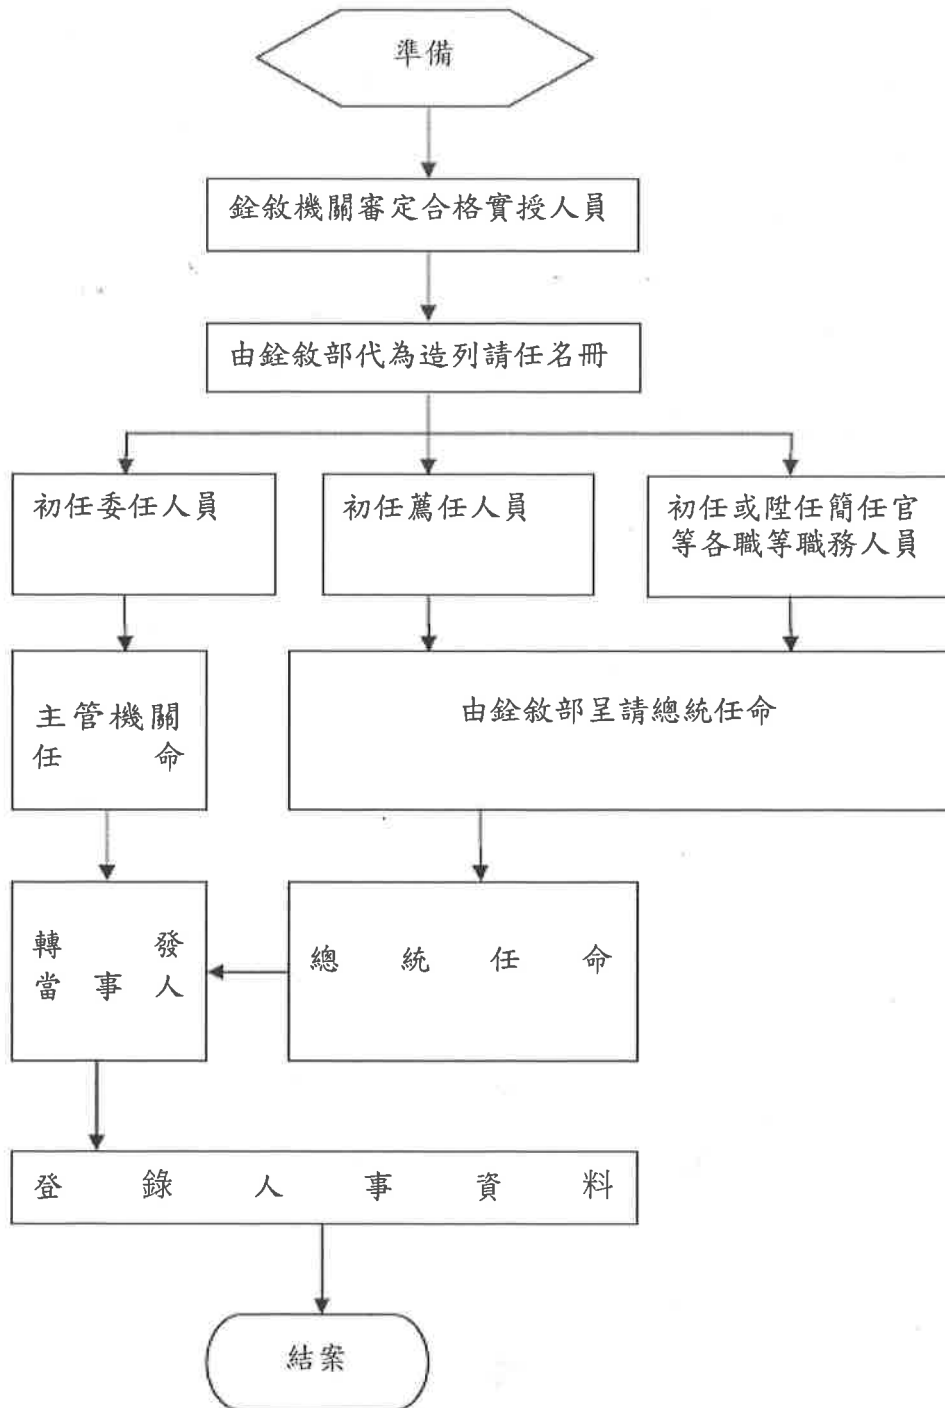 準備
銓敘機關審定合格實授人員
由銓敘部代為造列請任名冊
初任委任人員
初任薦任人員
初任或陞任簡任官
等各職等職務人員
主管機關
任命
由銓敘部呈請總統任命
轉發
當事人
總統任命
登錄人事資料
結案